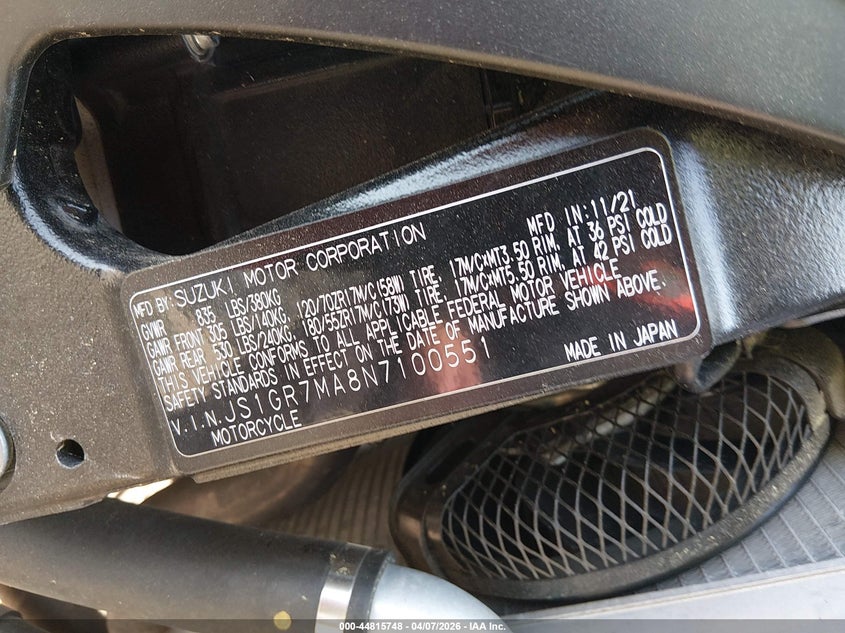 MFD BY:SUZUKI MOTOR CORPORATION MFD IN:11/21
GVWR 835 LBS/380KG
GAWR FRONT 305 LBS/140KG, 120/70ZR17M/C(58W) TIRE, 17M/C×MT3.50 RIM, AT 36 PSI COLD
GAWR REAR 530 LBS/240KG, 180/55ZR17M/C(73W) TIRE, 17M/C×MT5.50 RIM, AT 42 PSI COLD
THIS VEHICLE CONFORMS TO ALL APPLICABLE FEDERAL MOTOR VEHICLE
SAFETY STANDARDS IN EFFECT ON THE DATE OF MANUFACTURE SHOWN ABOVE.
V.I.N.JS1GR7MA8N7100551 MADE IN JAPAN
MOTORCYCLE
000-44815748 - 04/07/2026 - IAA Inc.